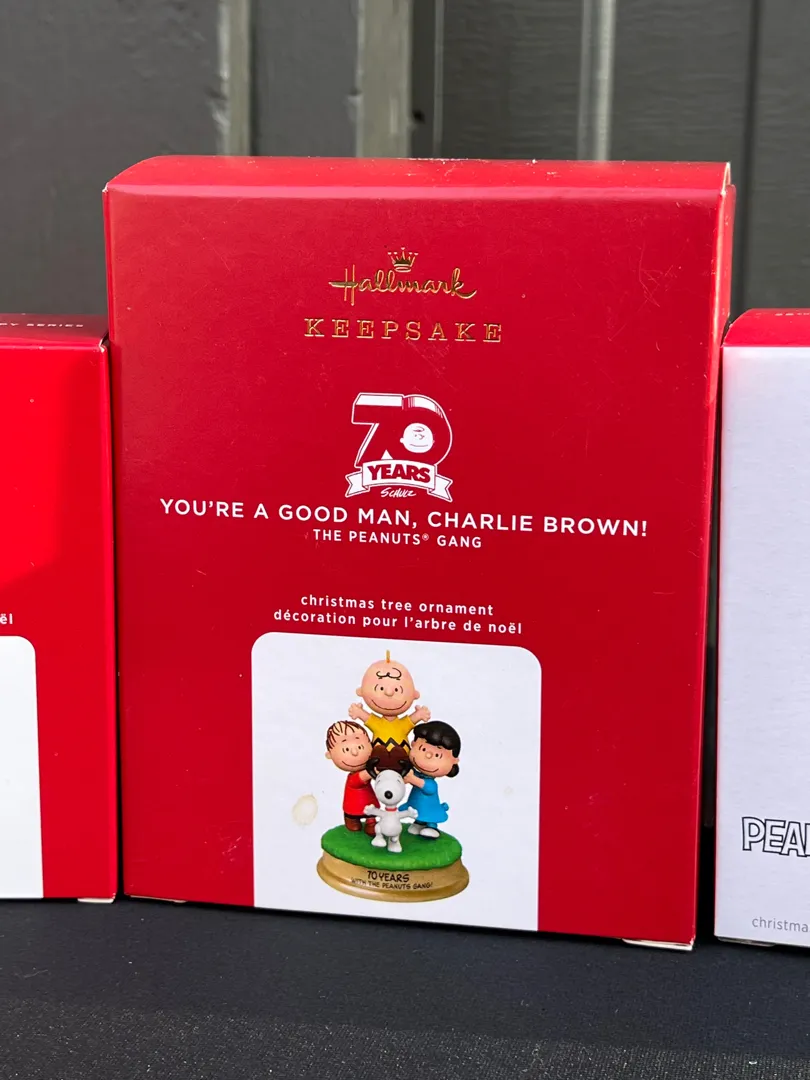 Hallmark
KEEPSAKE
70
YEARS
SCHULZ
YOU'RE A GOOD MAN, CHARLIE BROWN!
THE PEANUTS® GANG
christmas tree ornament
décoration pour l'arbre de noël
70 YEARS
WITH THE PEANUTS GANG!
SERIES
ël
PEA
christma